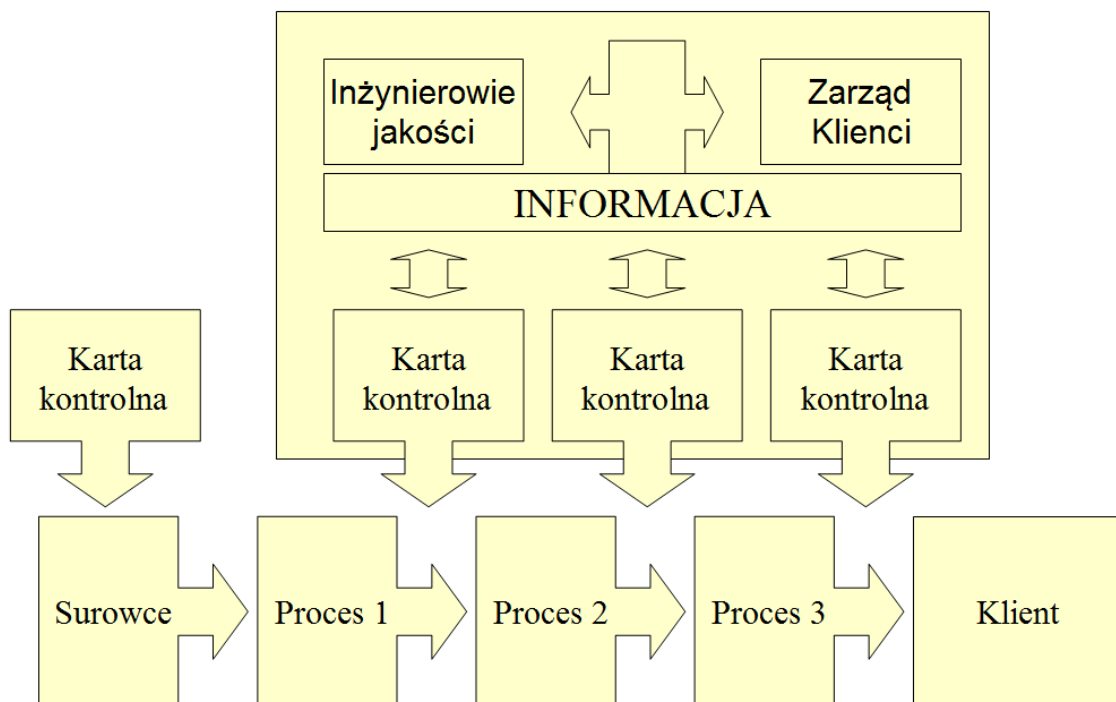 Inżynierowie
jakości
Zarząd
Klienci
INFORMACJA
Karta
kontrolna
Karta
kontrolna
Karta
kontrolna
Karta
kontrolna
Surowce
Proces 1
Proces 2
Proces 3
Klient